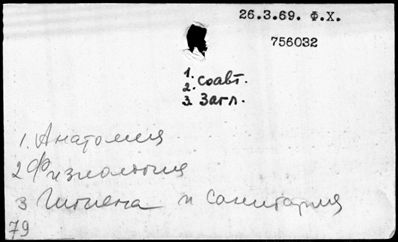 26.3.69. Ф.Х.
756032
1.
2. соавт.
3. Загл.
1. Анатомия
2 Физиология
3 Гигиена и санитария
79